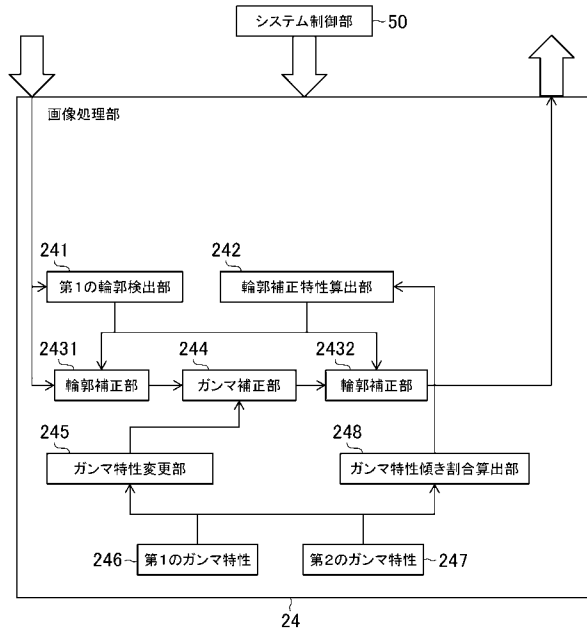 システム制御部
50
画像処理部
241
第1の輪郭検出部
242
輪郭補正特性算出部
2431
輪郭補正部
244
ガンマ補正部
2432
輪郭補正部
245
ガンマ特性変更部
248
ガンマ特性傾き割合算出部
246
第1のガンマ特性
第2のガンマ特性
247
24